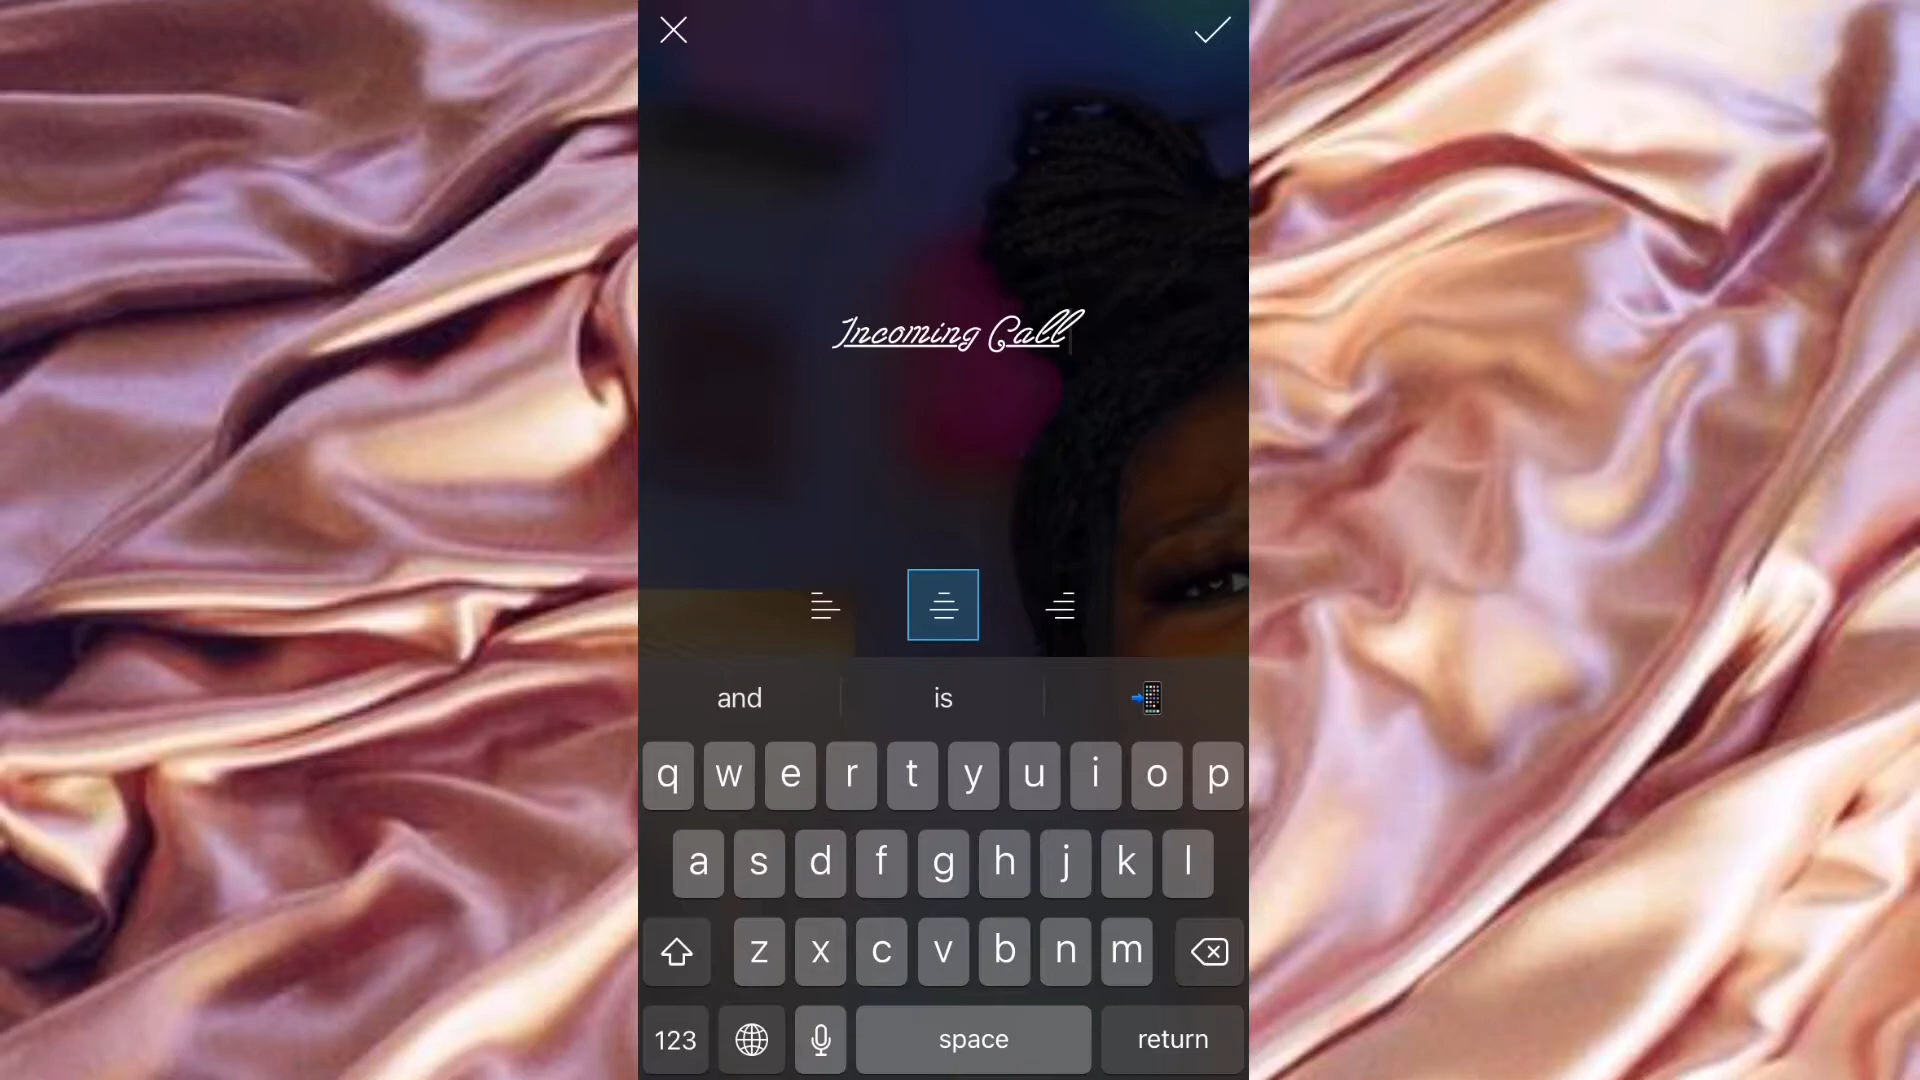 Incoming Call
and is 📲
q w e r t y u i o p
a s d f g h j k l
z x c v b n m
123 space return